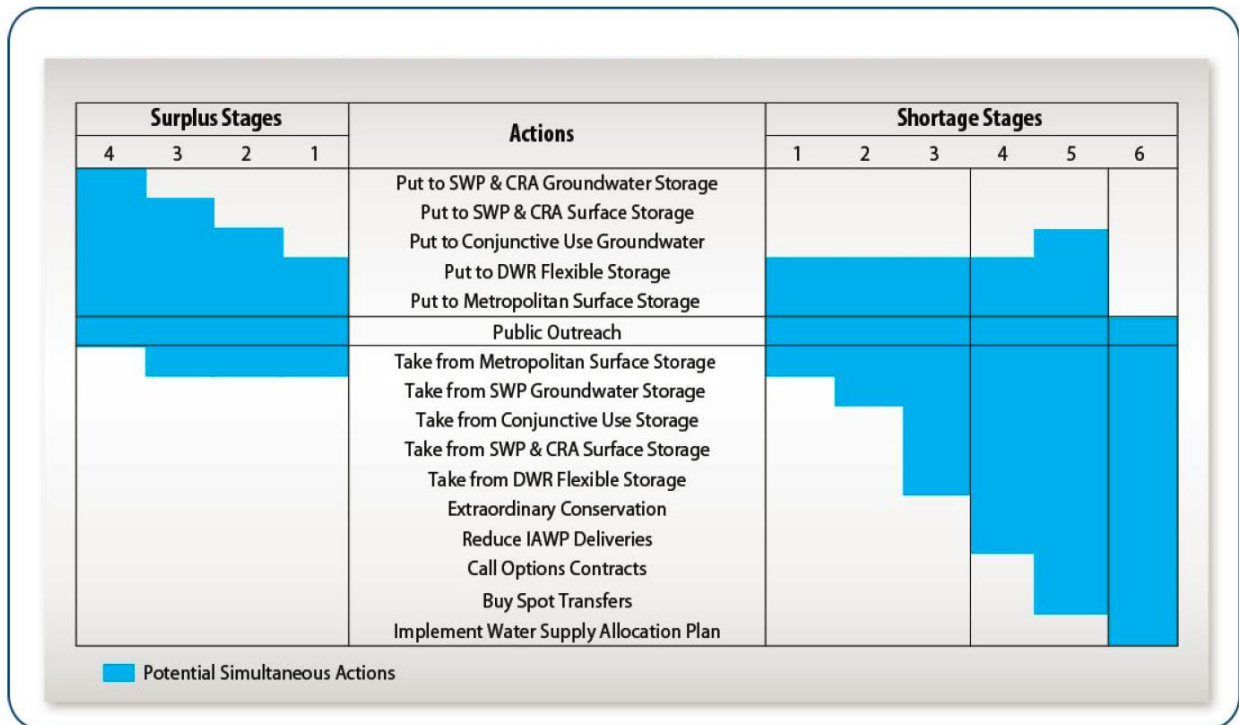 Surplus Stages
Actions
Shortage Stages
4 3 2 1
1 2 3 4 5 6
Put to SWP & CRA Groundwater Storage
Put to SWP & CRA Surface Storage
Put to Conjunctive Use Groundwater
Put to DWR Flexible Storage
Put to Metropolitan Surface Storage
Public Outreach
Take from Metropolitan Surface Storage
Take from SWP Groundwater Storage
Take from Conjunctive Use Storage
Take from SWP & CRA Surface Storage
Take from DWR Flexible Storage
Extraordinary Conservation
Reduce IAWP Deliveries
Call Options Contracts
Buy Spot Transfers
Implement Water Supply Allocation Plan
Potential Simultaneous Actions